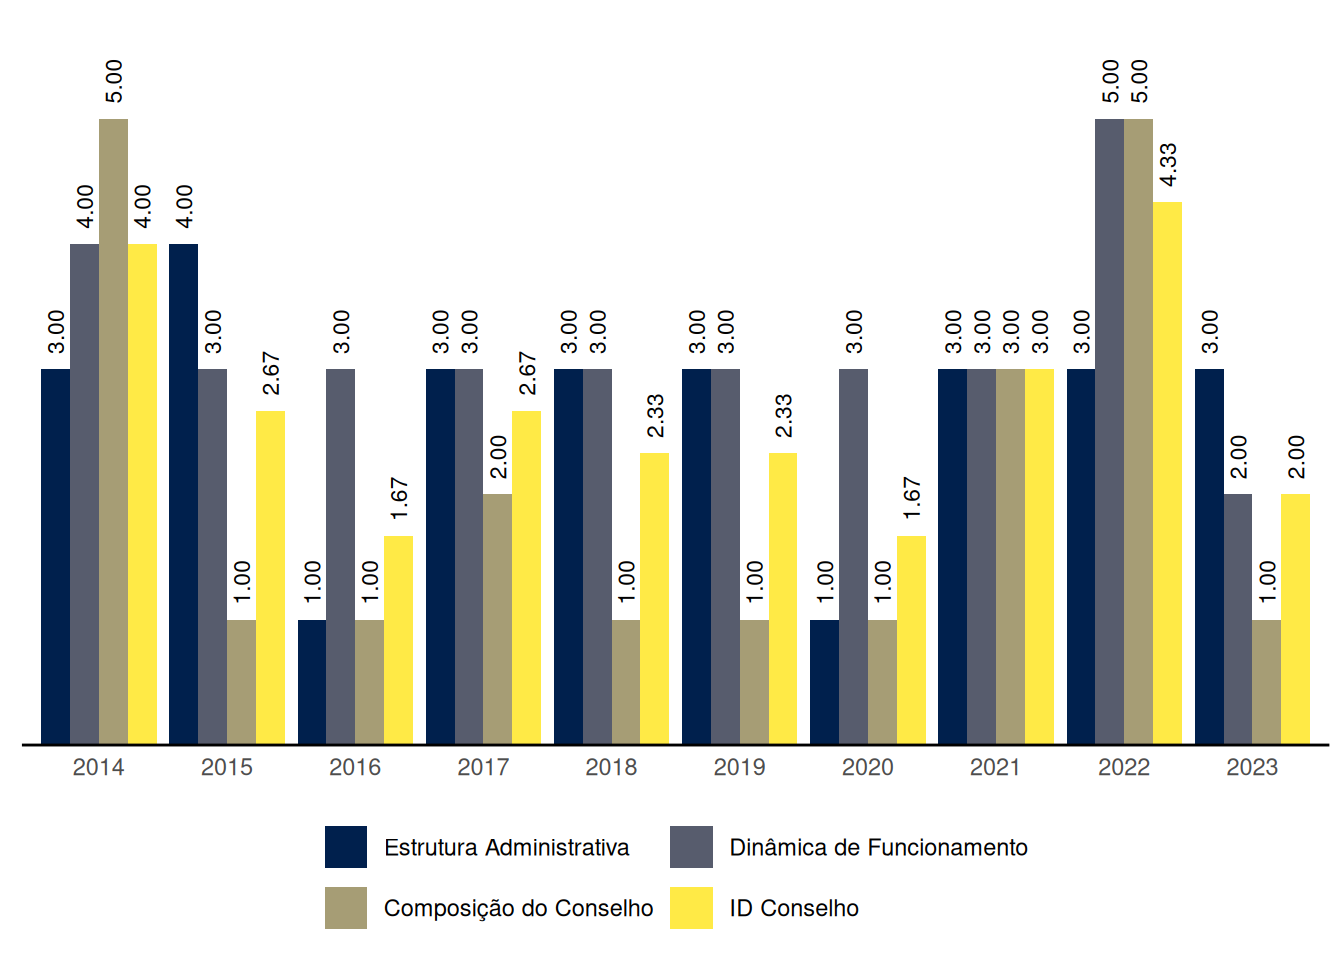 3.00 4.00 5.00 4.00 4.00 3.00 1.00 2.67 1.00 3.00 1.00 1.67 3.00 3.00 2.00 2.67 3.00 3.00 1.00 2.33 3.00 3.00 1.00 2.33 1.00 3.00 1.00 1.67 3.00 3.00 3.00 3.00 3.00 5.00 5.00 4.33 3.00 2.00 1.00 2.00
2014 2015 2016 2017 2018 2019 2020 2021 2022 2023
Estrutura Administrativa Dinâmica de Funcionamento
Composição do Conselho ID Conselho